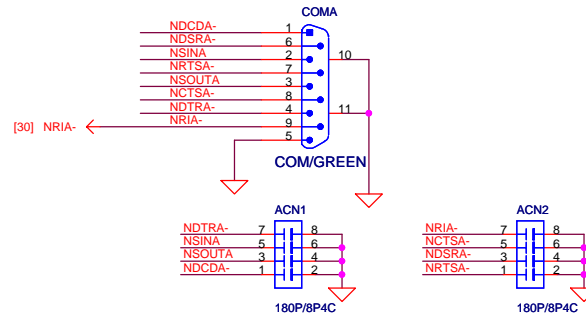 COMA
NDCDA- 1
NDSRA- 6
NSINA 2 10
NRTSA- 7
NSOUTA 3
NCTSA- 8
NDTRA- 4 11
NRIA- 9
[30] NRIA-
5
COM/GREEN
ACN1
NDTRA- 7 8
NSINA 5 6
NSOUTA 3 4
NDCDA- 1 2
180P/8P4C
ACN2
NRIA- 7 8
NCTSA- 5 6
NDSRA- 3 4
NRTSA- 1 2
180P/8P4C